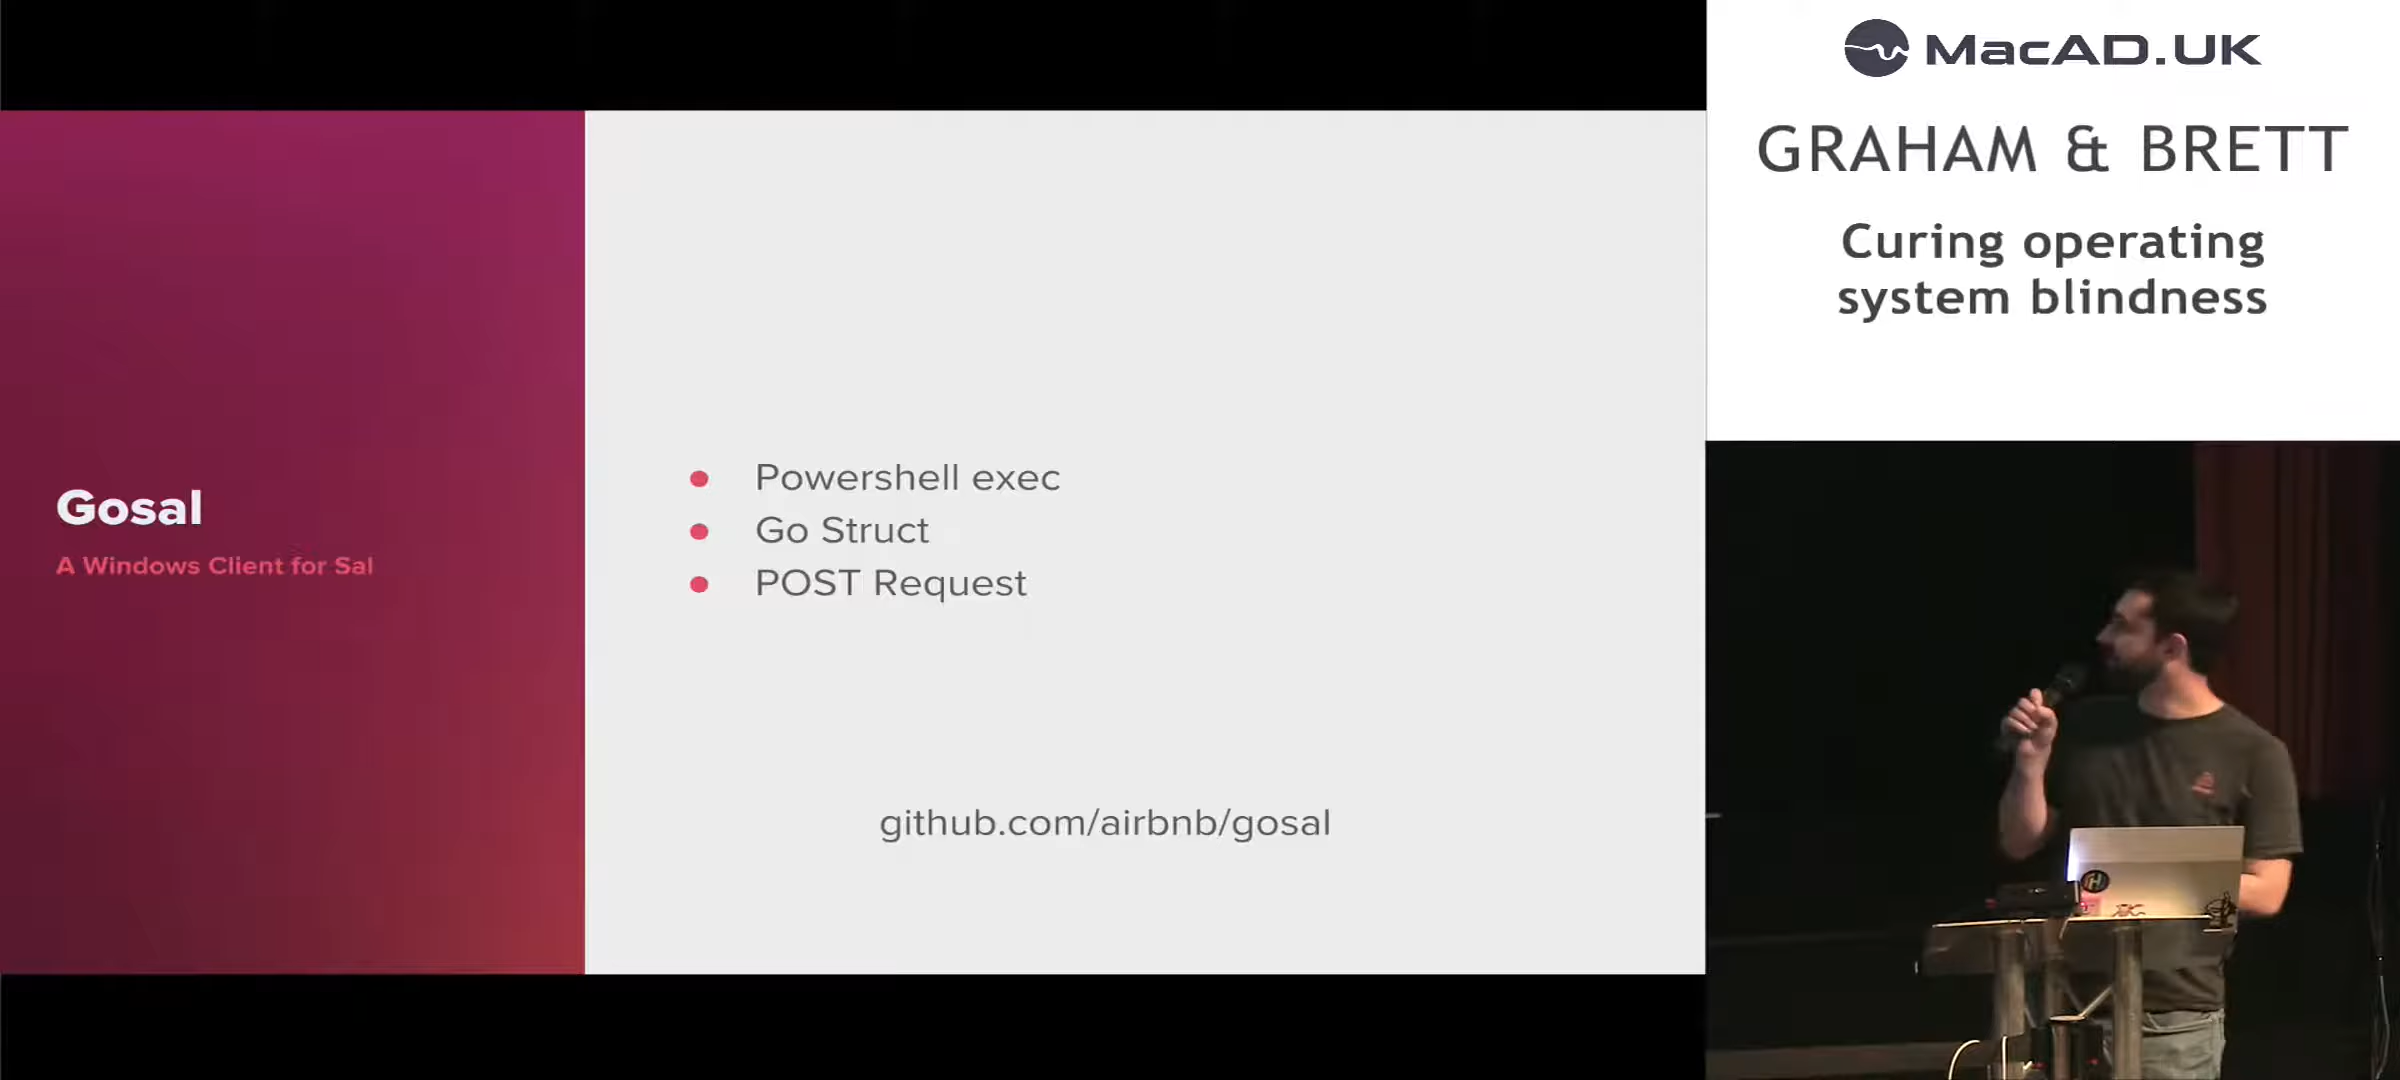 Gosal
A Windows Client for Sal
Powershell exec
Go Struct
POST Request
github.com/airbnb/gosal
MacAD.UK
GRAHAM & BRETT
Curing operating
system blindness